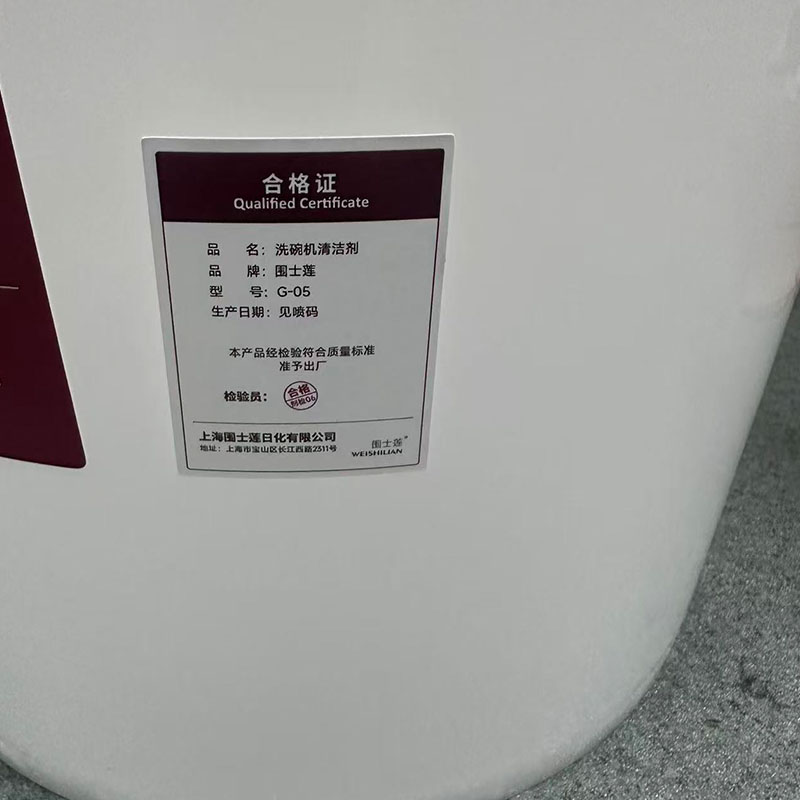 合格证
Qualified Certificate
品 名：洗碗机清洁剂
品 牌：围士莲
型 号：G-05
生产日期：见喷码
本产品经检验符合质量标准
准予出厂
检验员：
合格
上海围士莲日化有限公司
地址：上海市宝山区长江西路2311号
围士莲®
WEISHILIAN